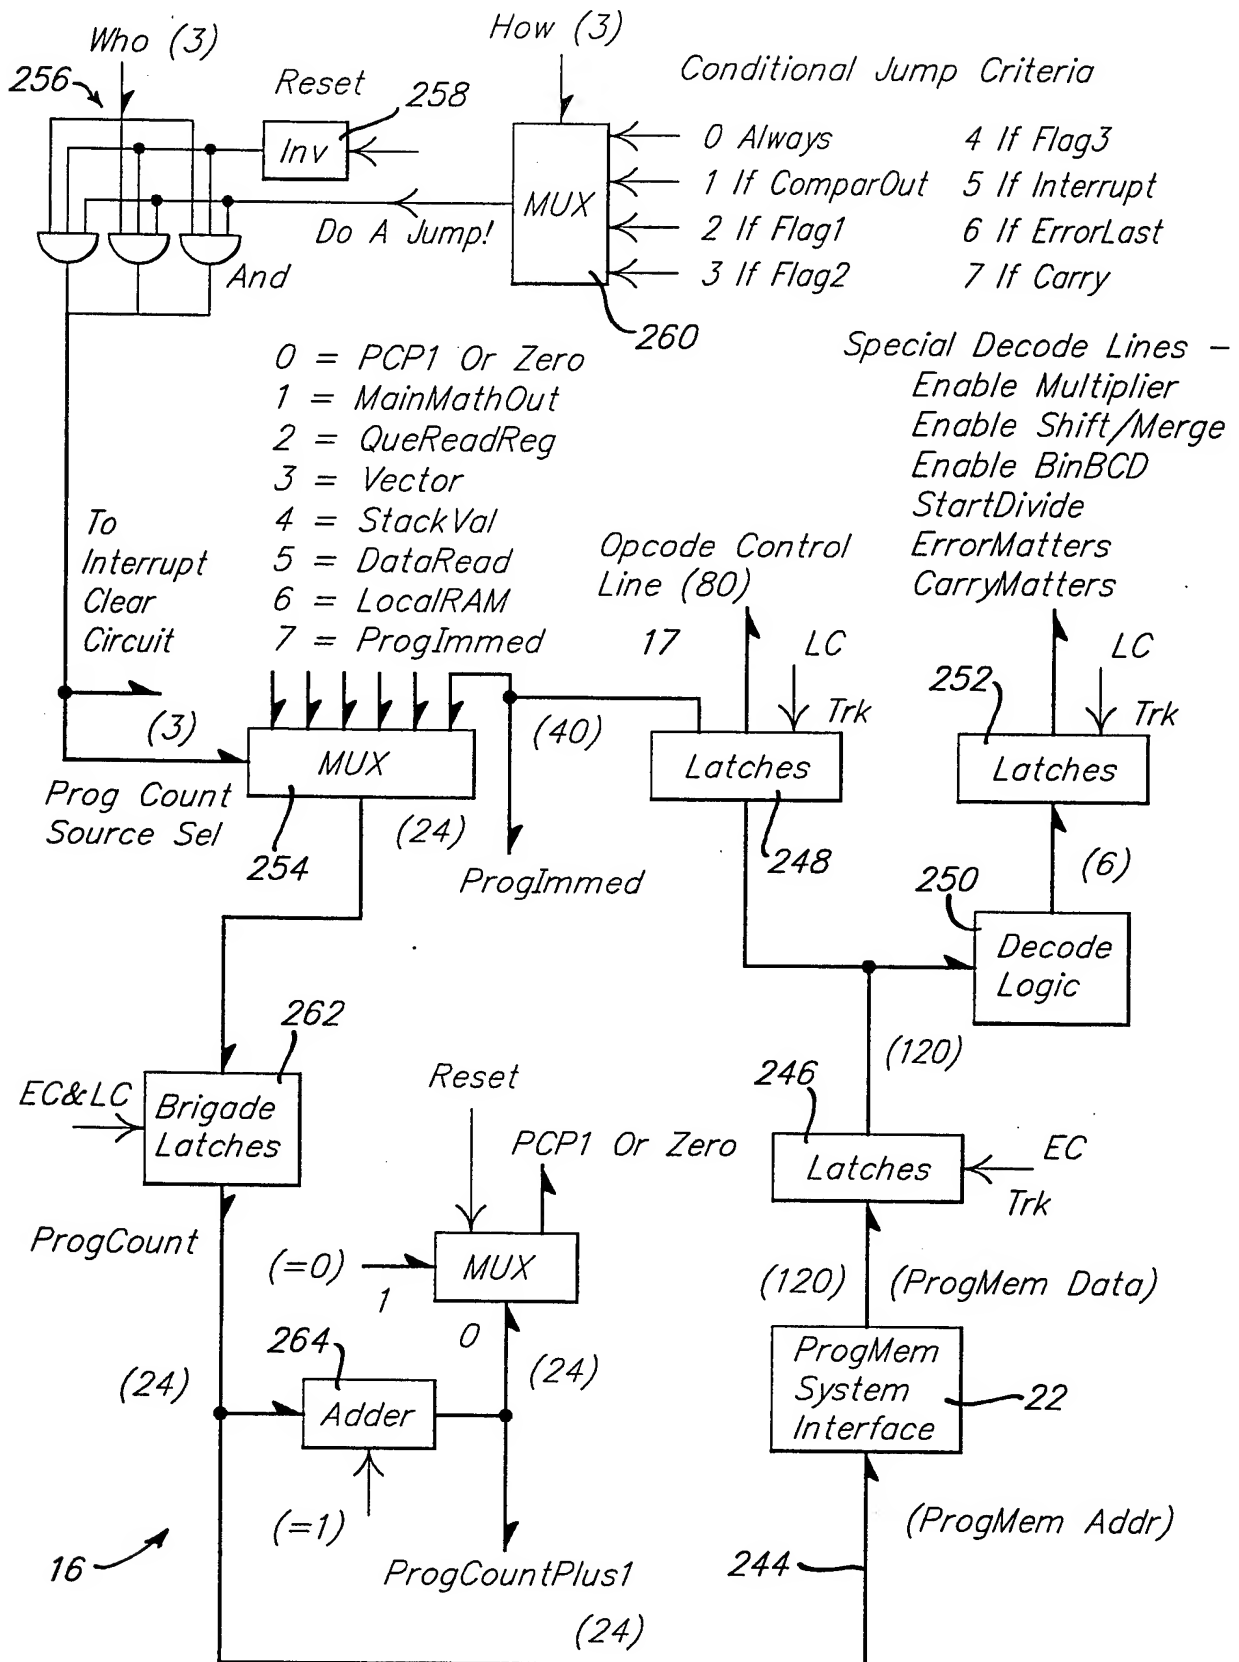 Who (3)
How (3)
Conditional Jump Criteria
256
Reset
258
Inv
MUX
0 Always
4 If Flag3
1 If ComparOut
5 If Interrupt
2 If Flag1
6 If ErrorLast
3 If Flag2
7 If Carry
Do A Jump!
And
260
0 = PCP1 Or Zero
1 = MainMathOut
2 = QueReadReg
3 = Vector
4 = StackVal
5 = DataRead
6 = LocalRAM
7 = ProgImmed
Special Decode Lines –
Enable Multiplier
Enable Shift/Merge
Enable BinBCD
StartDivide
ErrorMatters
CarryMatters
To
Interrupt
Clear
Circuit
Opcode Control
Line (80)
17
LC
Trk
252
LC
Trk
(3)
MUX
(40)
Latches
Latches
Prog Count
Source Sel
254
(24)
ProgImmed
248
250
(6)
Decode
Logic
262
(120)
EC&LC
Brigade
Latches
Reset
246
Latches
EC
Trk
PCP1 Or Zero
ProgCount
(=0)
1
MUX
0
(120)
(ProgMem Data)
264
(24)
Adder
(24)
ProgMem
System
Interface
22
(=1)
(ProgMem Addr)
16
ProgCountPlus1
244
(24)